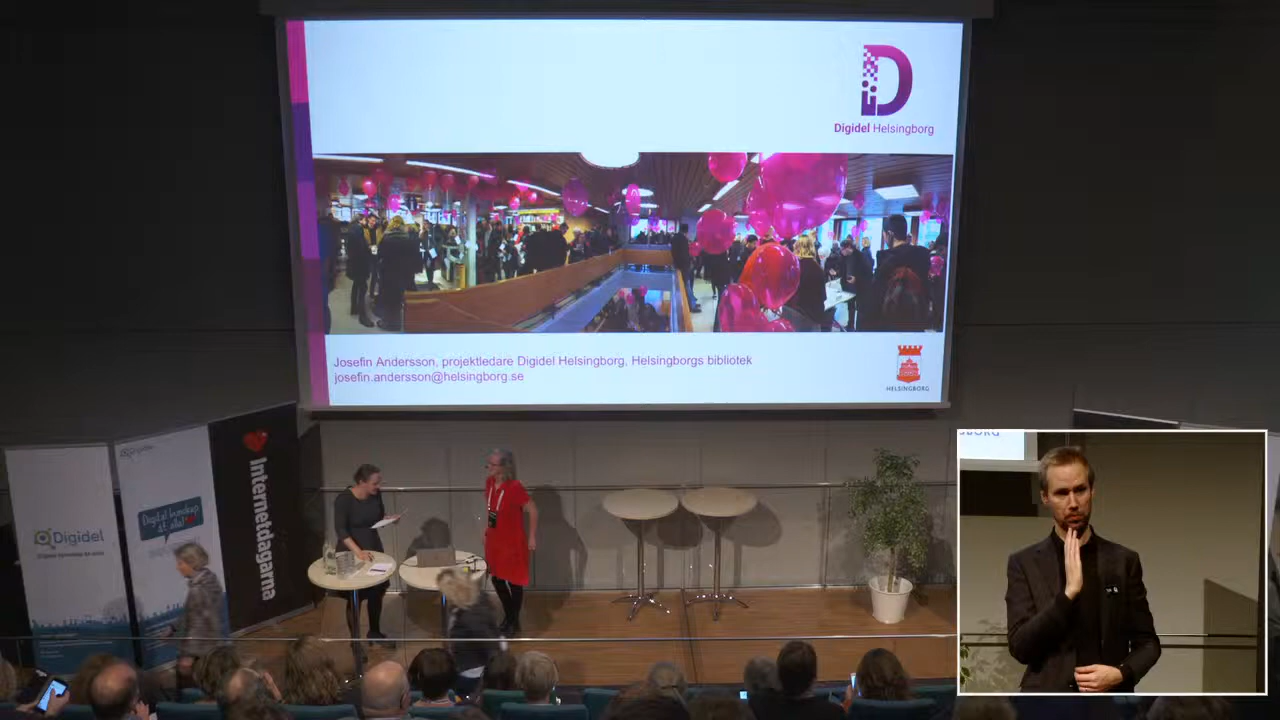 Digidel Helsingborg
Josefin Andersson, projektledare Digidel Helsingborg, Helsingborgs bibliotek
josefin.andersson@helsingborg.se
HELSINGBORG
Digidel
Digital kunskap åt alla!
Internetdagarna